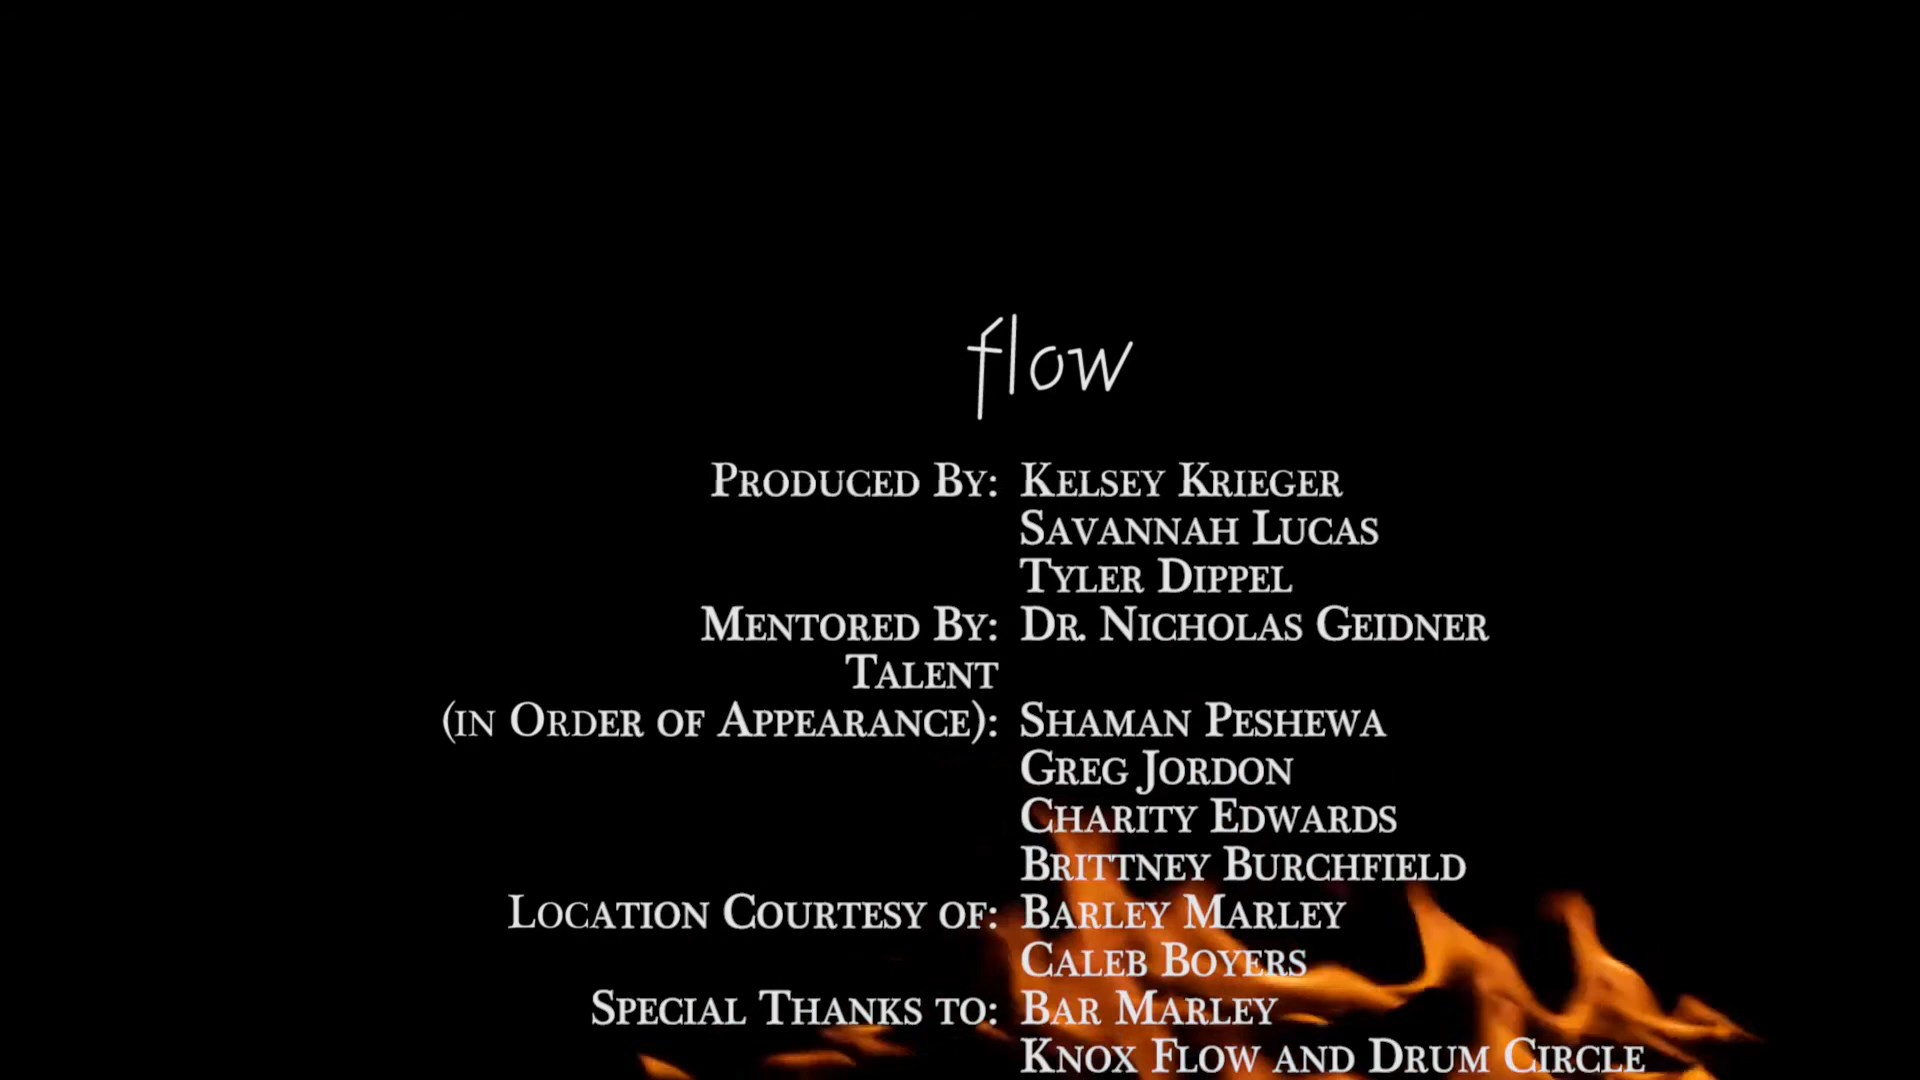 flow
Produced By: Kelsey Krieger
Savannah Lucas
Tyler Dippel
Mentored By: Dr. Nicholas Geidner
Talent
(in Order of Appearance): Shaman Peshewa
Greg Jordon
Charity Edwards
Brittney Burchfield
Location Courtesy of: Barley Marley
Caleb Boyers
Special Thanks to: Bar Marley
Knox Flow and Drum Circle